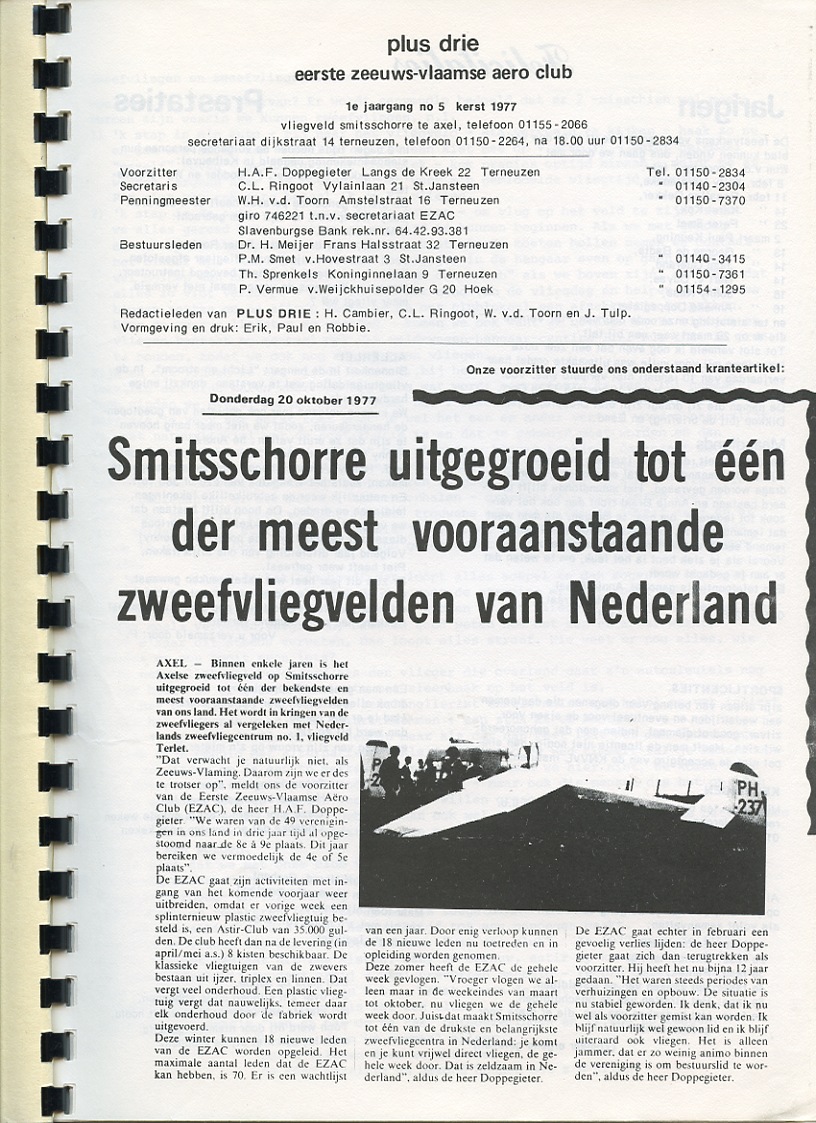 plus drie
eerste zeeuws-vlaamse aero club
1e jaargang no 5 kerst 1977
vliegveld smitsschorre te axel, telefoon 01155-2066
secretariaat dijkstraat 14 terneuzen, telefoon 01150-2264, na 18.00 uur 01150-2834
Voorzitter H.A.F. Doppegieter Langs de Kreek 22 Terneuzen Tel. 01150-2834
Secretaris C.L. Ringoot Vylainlaan 21 St.Jansteen " 01140-2304
Penningmeester W.H. v.d. Toorn Amstelstraat 16 Terneuzen " 01150-7370
giro 746221 t.n.v. secretariaat EZAC
Slavenburgse Bank rek.nr. 64.42.93.381
Bestuursleden Dr. H. Meijer Frans Halsstraat 32 Terneuzen
P.M. Smet v.Hovestraat 3 St.Jansteen " 01140-3415
Th. Sprenkels Koninginnelaan 9 Terneuzen " 01150-7361
P. Vermue v.Weijckhuisepolder G 20 Hoek " 01154-1295
Redactieleden van PLUS DRIE : H. Cambier, C.L. Ringoot, W. v.d. Toorn en J. Tulp.
Vormgeving en druk: Erik, Paul en Robbie.
Onze voorzitter stuurde ons onderstaand kranteartikel:
Donderdag 20 oktober 1977
Smitsschorre uitgegroeid tot één
der meest vooraanstaande
zweefvliegvelden van Nederland
AXEL — Binnen enkele jaren is het
Axelse zweefvliegveld op Smitsschorre
uitgegroeid tot één der bekendste en
meest vooraanstaande zweefvliegvelden
van ons land. Het wordt in kringen van de
zweefvliegers al vergeleken met Neder-
lands zweefvliegcentrum no. 1, vliegveld
Terlet.
"Dat verwacht je natuurlijk niet, als
Zeeuws-Vlaming. Daarom zijn we er des
te trotser op", meldt ons de voorzitter
van de Eerste Zeeuws-Vlaamse Aëro
Club (EZAC), de heer H.A.F. Doppe-
gieter. "We waren van de 49 verenigin-
gen in ons land in drie jaar tijd al opge-
stoomd naar de 8e á 9e plaats. Dit jaar
bereiken we vermoedelijk de 4e of 5e
plaats".
De EZAC gaat zijn activiteiten met in-
gang van het komende voorjaar weer
uitbreiden, omdat er vorige week een
splinternieuw plastic zweefvliegtuig be-
steld is, een Astir-Club van 35.000 gul-
den. De club heeft dan na de levering (in
april/mei a.s.) 8 kisten beschikbaar. De
klassieke vliegtuigen van de zwevers
bestaan uit ijzer, triplex en linnen. Dat
vergt veel onderhoud. Een plastic vlieg-
tuig vergt dat nauwelijks, temeer daar
elk onderhoud door de fabriek wordt
uitgevoerd.
Deze winter kunnen 18 nieuwe leden
van de EZAC worden opgeleid. Het
maximale aantal leden dat de EZAC
kan hebben, is 70. Er is een wachtlijst
PH
-237
van een jaar. Door enig verloop kunnen
de 18 nieuwe leden nu toetreden en in
opleiding worden genomen.
Deze zomer heeft de EZAC de gehele
week gevlogen. "Vroeger vlogen we al-
leen maar in de weekeindes van maart
tot oktober, nu vliegen we de gehele
week door. Juist dat maakt Smitsschorre
tot één van de drukste en belangrijkste
zweefvliegcentra in Nederland: je komt
en je kunt vrijwel direct vliegen, de ge-
hele week door. Dat is zeldzaam in Ne-
derland", aldus de heer Doppegieter.
De EZAC gaat echter in februari een
gevoelig verlies lijden: de heer Doppe-
gieter gaat zich dan terugtrekken als
voorzitter. Hij heeft het nu bijna 12 jaar
gedaan. "Het waren steeds periodes van
verhuizingen en opbouw. De situatie is
nu stabiel geworden. Ik denk, dat ik nu
wel als voorzitter gemist kan worden. Ik
blijf natuurlijk wel gewoon lid en ik blijf
uiteraard ook vliegen. Het is alleen
jammer, dat er zo weinig animo binnen
de vereniging is om bestuurslid te wor-
den", aldus de heer Doppegieter.